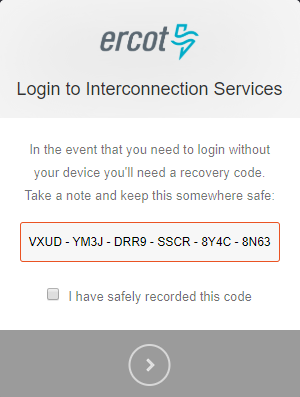 ercot
Login to Interconnection Services
In the event that you need to login without
your device you'll need a recovery code.
Take a note and keep this somewhere safe:
VXUD - YM3J - DRR9 - SSCR - 8Y4C - 8N63
I have safely recorded this code